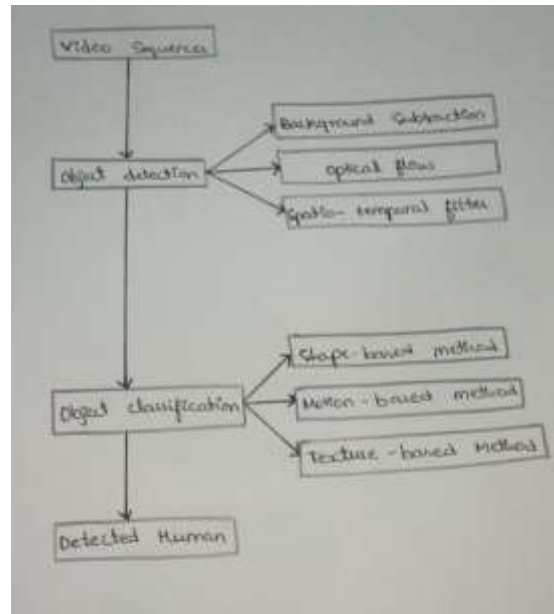 Video Sequences
Background Subtraction
Object detection
optical flow
Spatio-temporal filter
Shape-based method
Object classification
Motion-based method
Texture-based Method
Detected Human